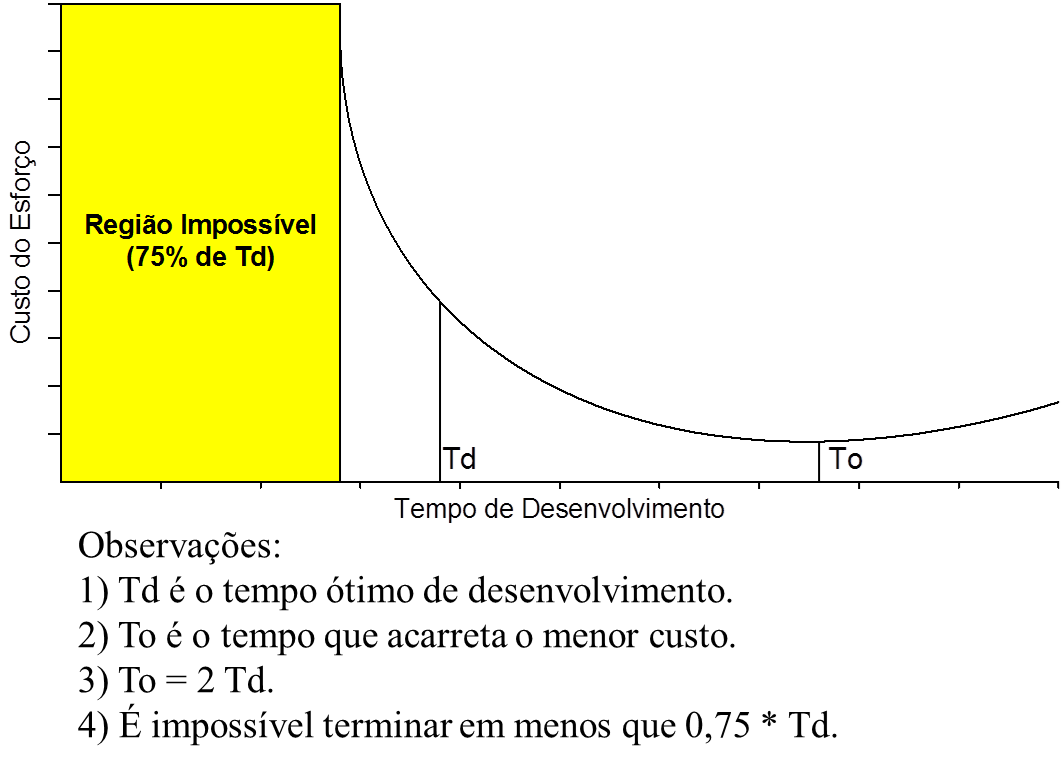 Custo do Esforço
Região Impossível
(75% de Td)
Td
To
Tempo de Desenvolvimento
Observações:
1) Td é o tempo ótimo de desenvolvimento.
2) To é o tempo que acarreta o menor custo.
3) To = 2 Td.
4) É impossível terminar em menos que 0,75 * Td.